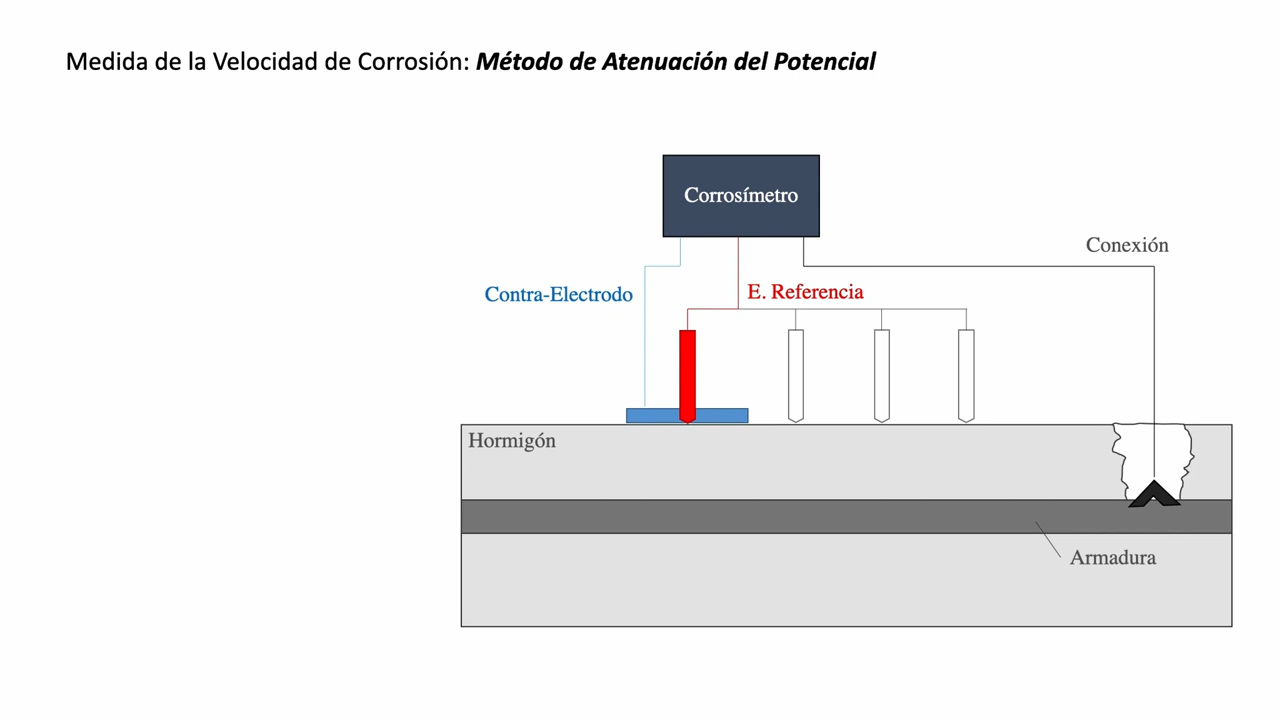 Medida de la Velocidad de Corrosión: Método de Atenuación del Potencial
Corrosímetro
Conexión
Contra-Electrodo
E. Referencia
Hormigón
Armadura